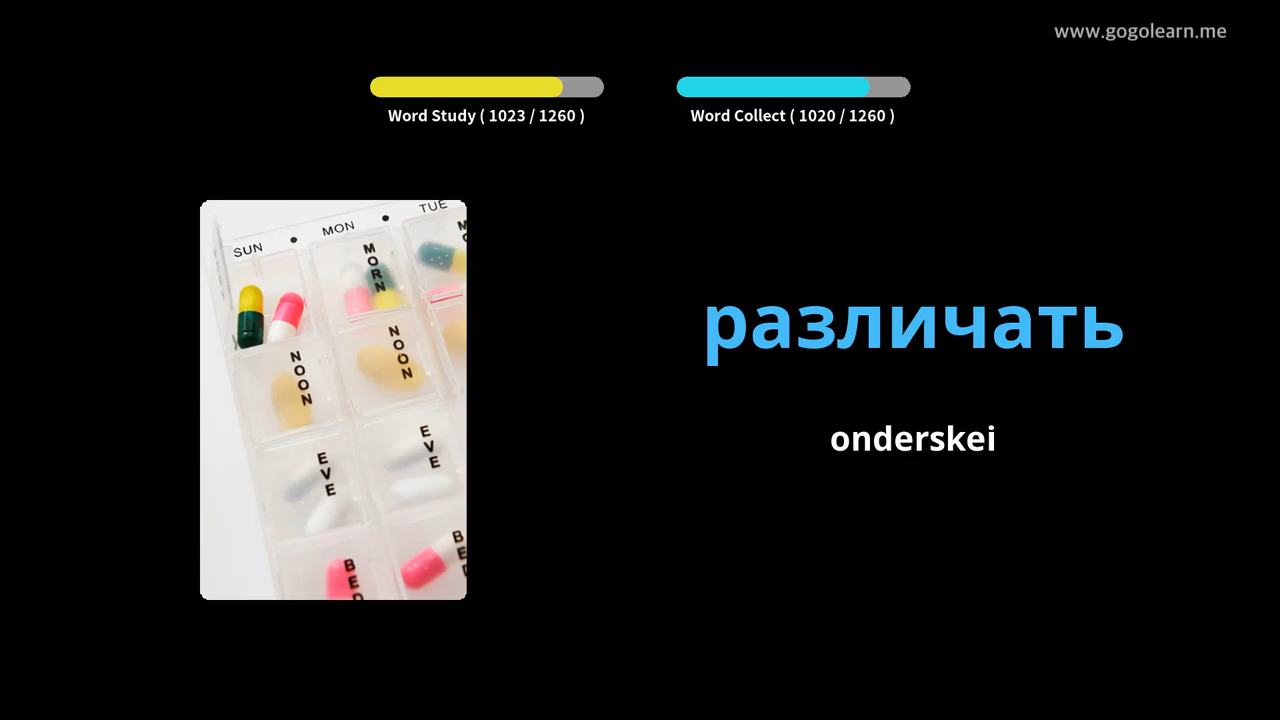 www.gogolearn.me
Word Study ( 1023 / 1260 )
Word Collect ( 1020 / 1260 )
SUN • MON • TUE
MORN
NOON
NOON
EVE
EVE
BED
различать
onderskei